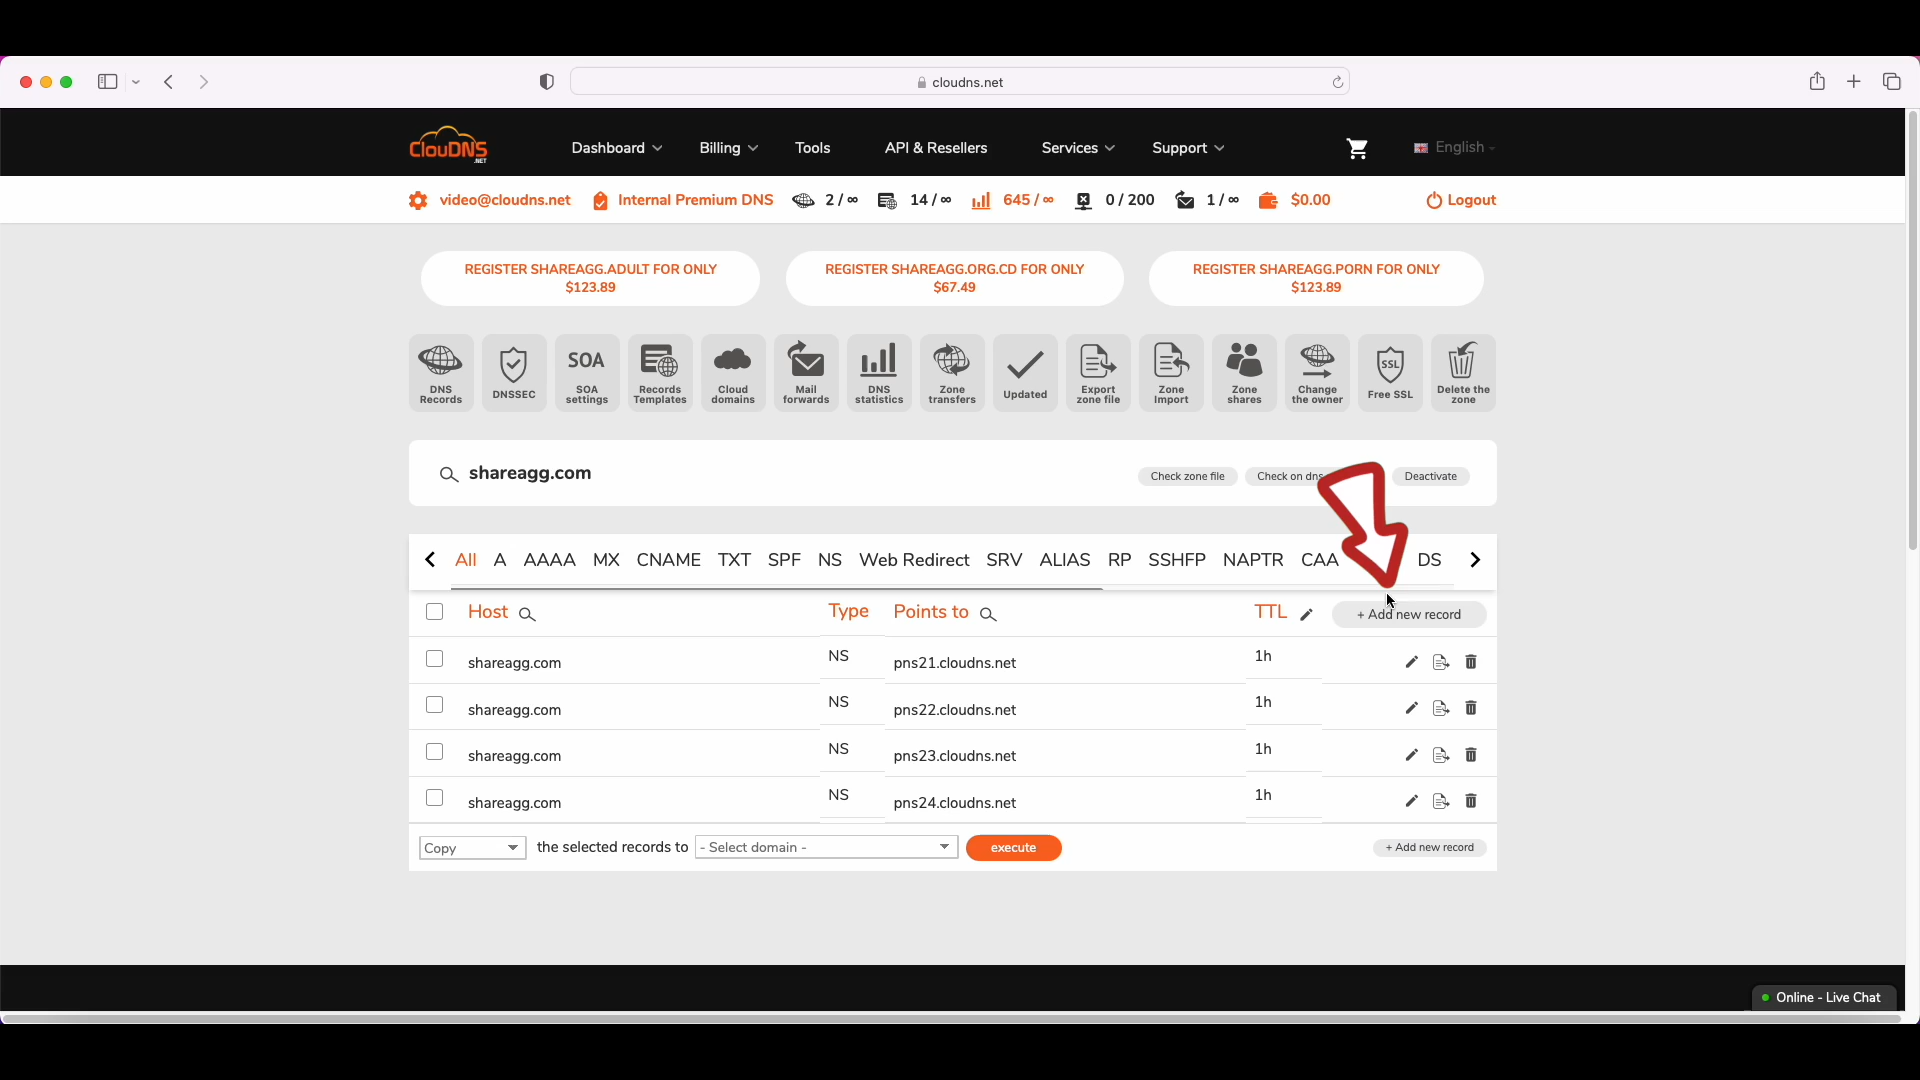 cloudns.net
ClouDNS
.NET
Dashboard Billing Tools API & Resellers Services Support English
video@cloudns.net Internal Premium DNS 2 / ∞ 14 / ∞ 645 / ∞ 0 / 200 1 / ∞ $0.00 Logout
REGISTER SHAREAGG.ADULT FOR ONLY
$123.89
REGISTER SHAREAGG.ORG.CD FOR ONLY
$67.49
REGISTER SHAREAGG.PORN FOR ONLY
$123.89
DNS
Records
DNSSEC
SOA
SOA
settings
Records
Templates
Cloud
domains
Mail
forwards
DNS
statistics
Zone
transfers
Updated
Export
zone file
Zone
Import
Zone
shares
Change
the owner
SSL
Free SSL
Delete the
zone
shareagg.com Check zone file Check on dns Deactivate
All A AAAA MX CNAME TXT SPF NS Web Redirect SRV ALIAS RP SSHFP NAPTR CAA DS
Host Type Points to TTL + Add new record
shareagg.com NS pns21.cloudns.net 1h
shareagg.com NS pns22.cloudns.net 1h
shareagg.com NS pns23.cloudns.net 1h
shareagg.com NS pns24.cloudns.net 1h
Copy the selected records to - Select domain - execute + Add new record
Online - Live Chat